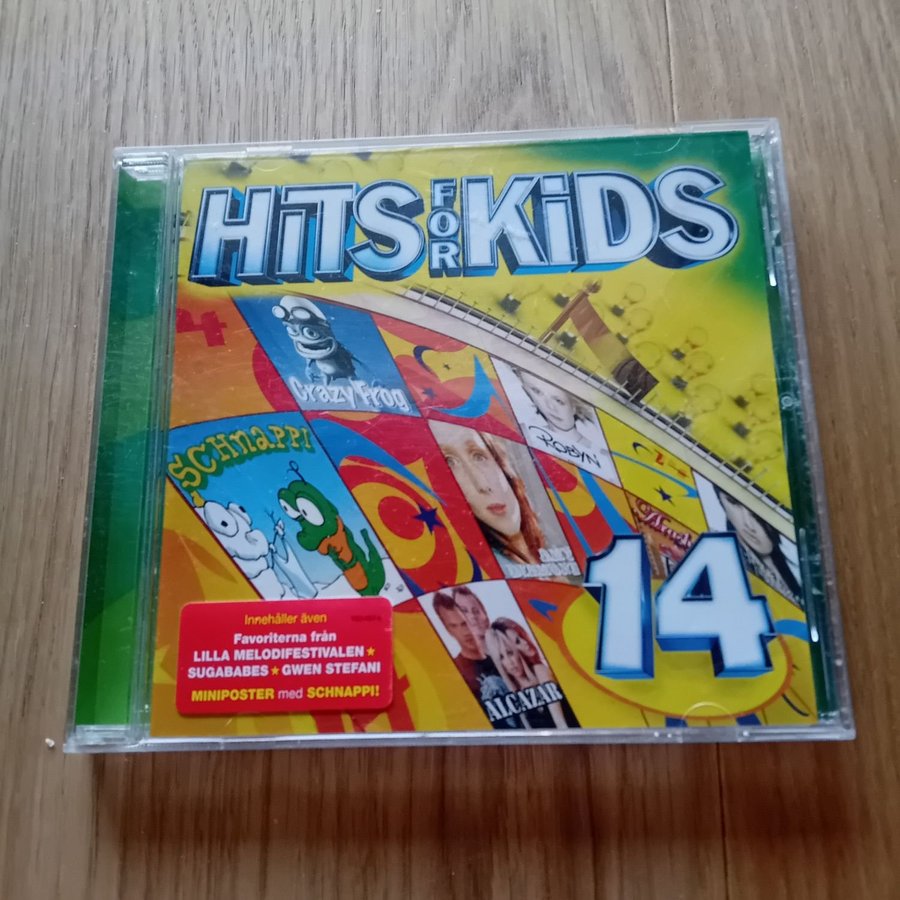 HiTS FOR KiDS
4
Crazy Frog
SCHNAPPI
ROBYN
14
ALCAZAR
Innehåller även
Favoriterna från
LILLA MELODIFESTIVALEN ★
SUGABABES ★ GWEN STEFANI
MINIPOSTER med SCHNAPPI!